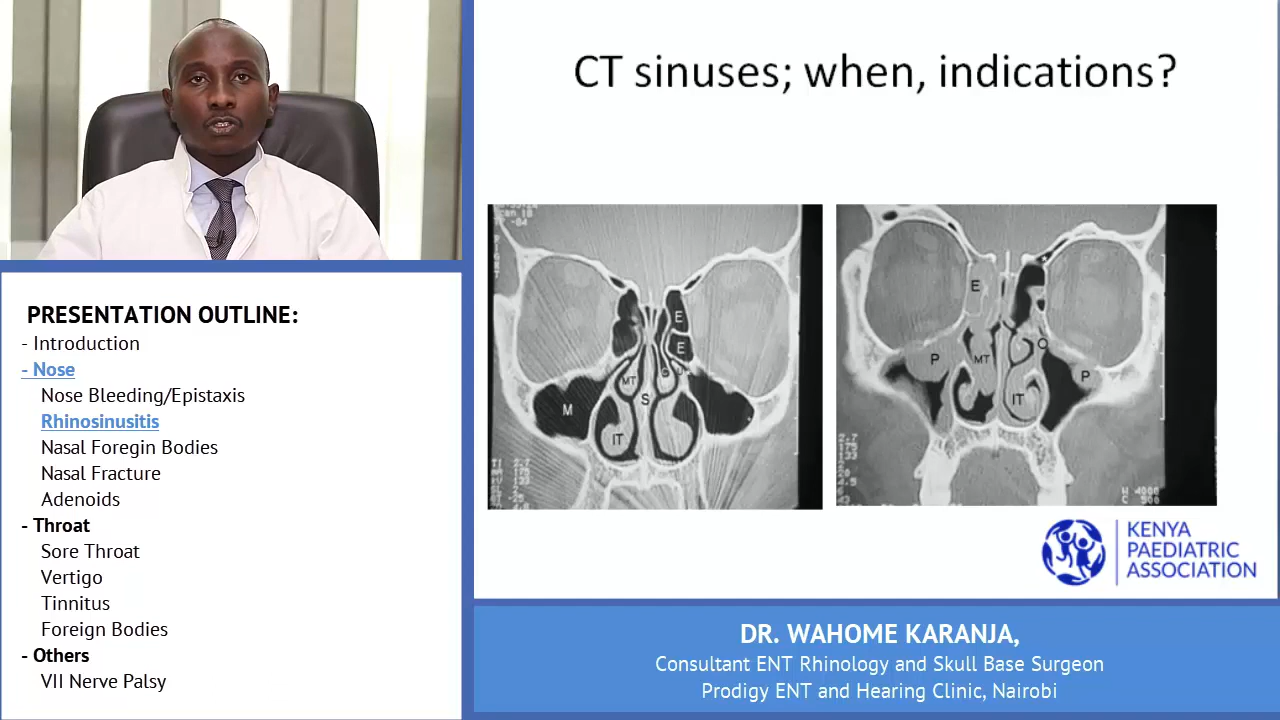 CT sinuses; when, indications?
PRESENTATION OUTLINE:
- Introduction
- Nose
Nose Bleeding/Epistaxis
Rhinosinusitis
Nasal Foregin Bodies
Nasal Fracture
Adenoids
- Throat
Sore Throat
Vertigo
Tinnitus
Foreign Bodies
- Others
VII Nerve Palsy
E
E
MT
S
M
IT
E
O
P
MT
P
IT
H 4000
C 500
KENYA
PAEDIATRIC
ASSOCIATION
DR. WAHOME KARANJA,
Consultant ENT Rhinology and Skull Base Surgeon
Prodigy ENT and Hearing Clinic, Nairobi